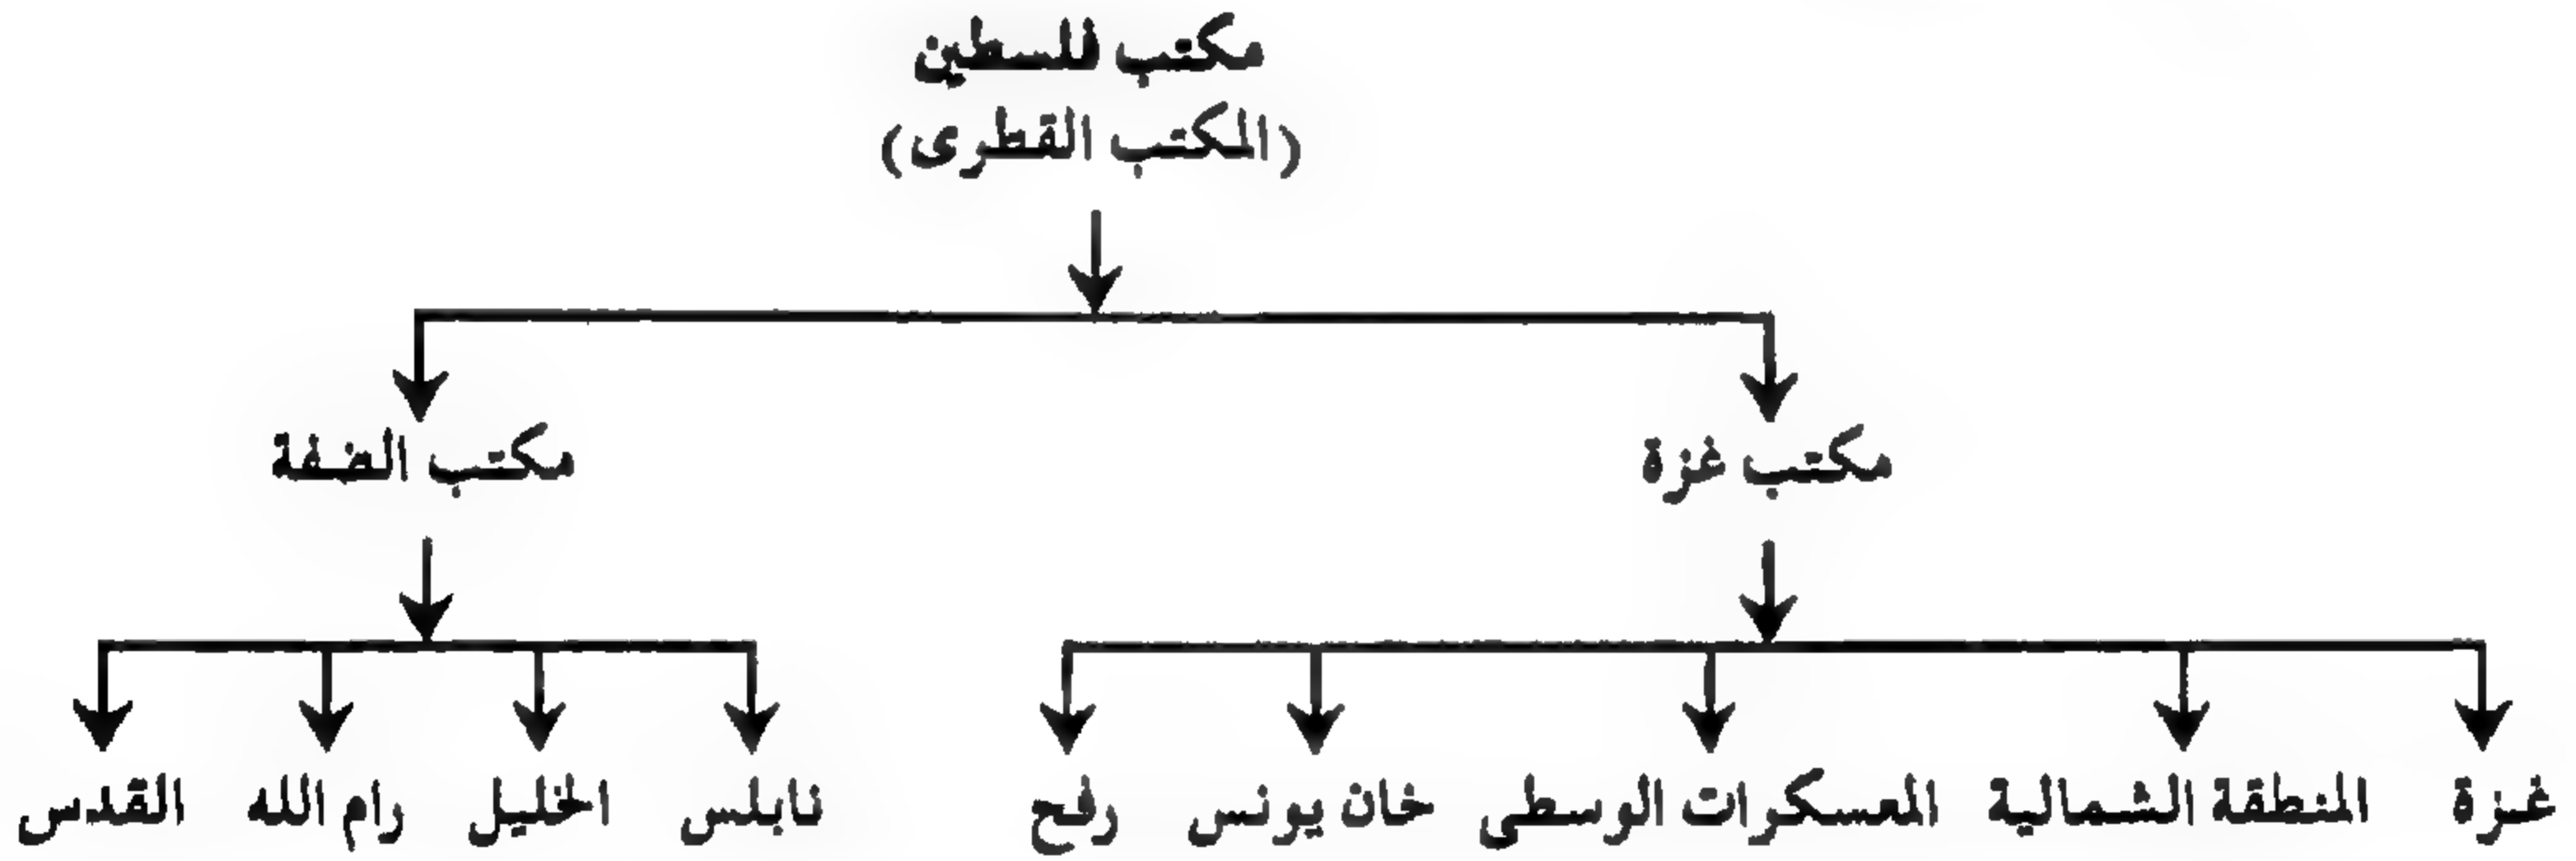 مكتب فلسطين
(المكتب القطرى)
مكتب غزة
مكتب الضفة
غزة
المنطقة الشمالية
المعسكرات الوسطى
خان يونس
رفح
نابلس
الخليل
رام الله
القدس